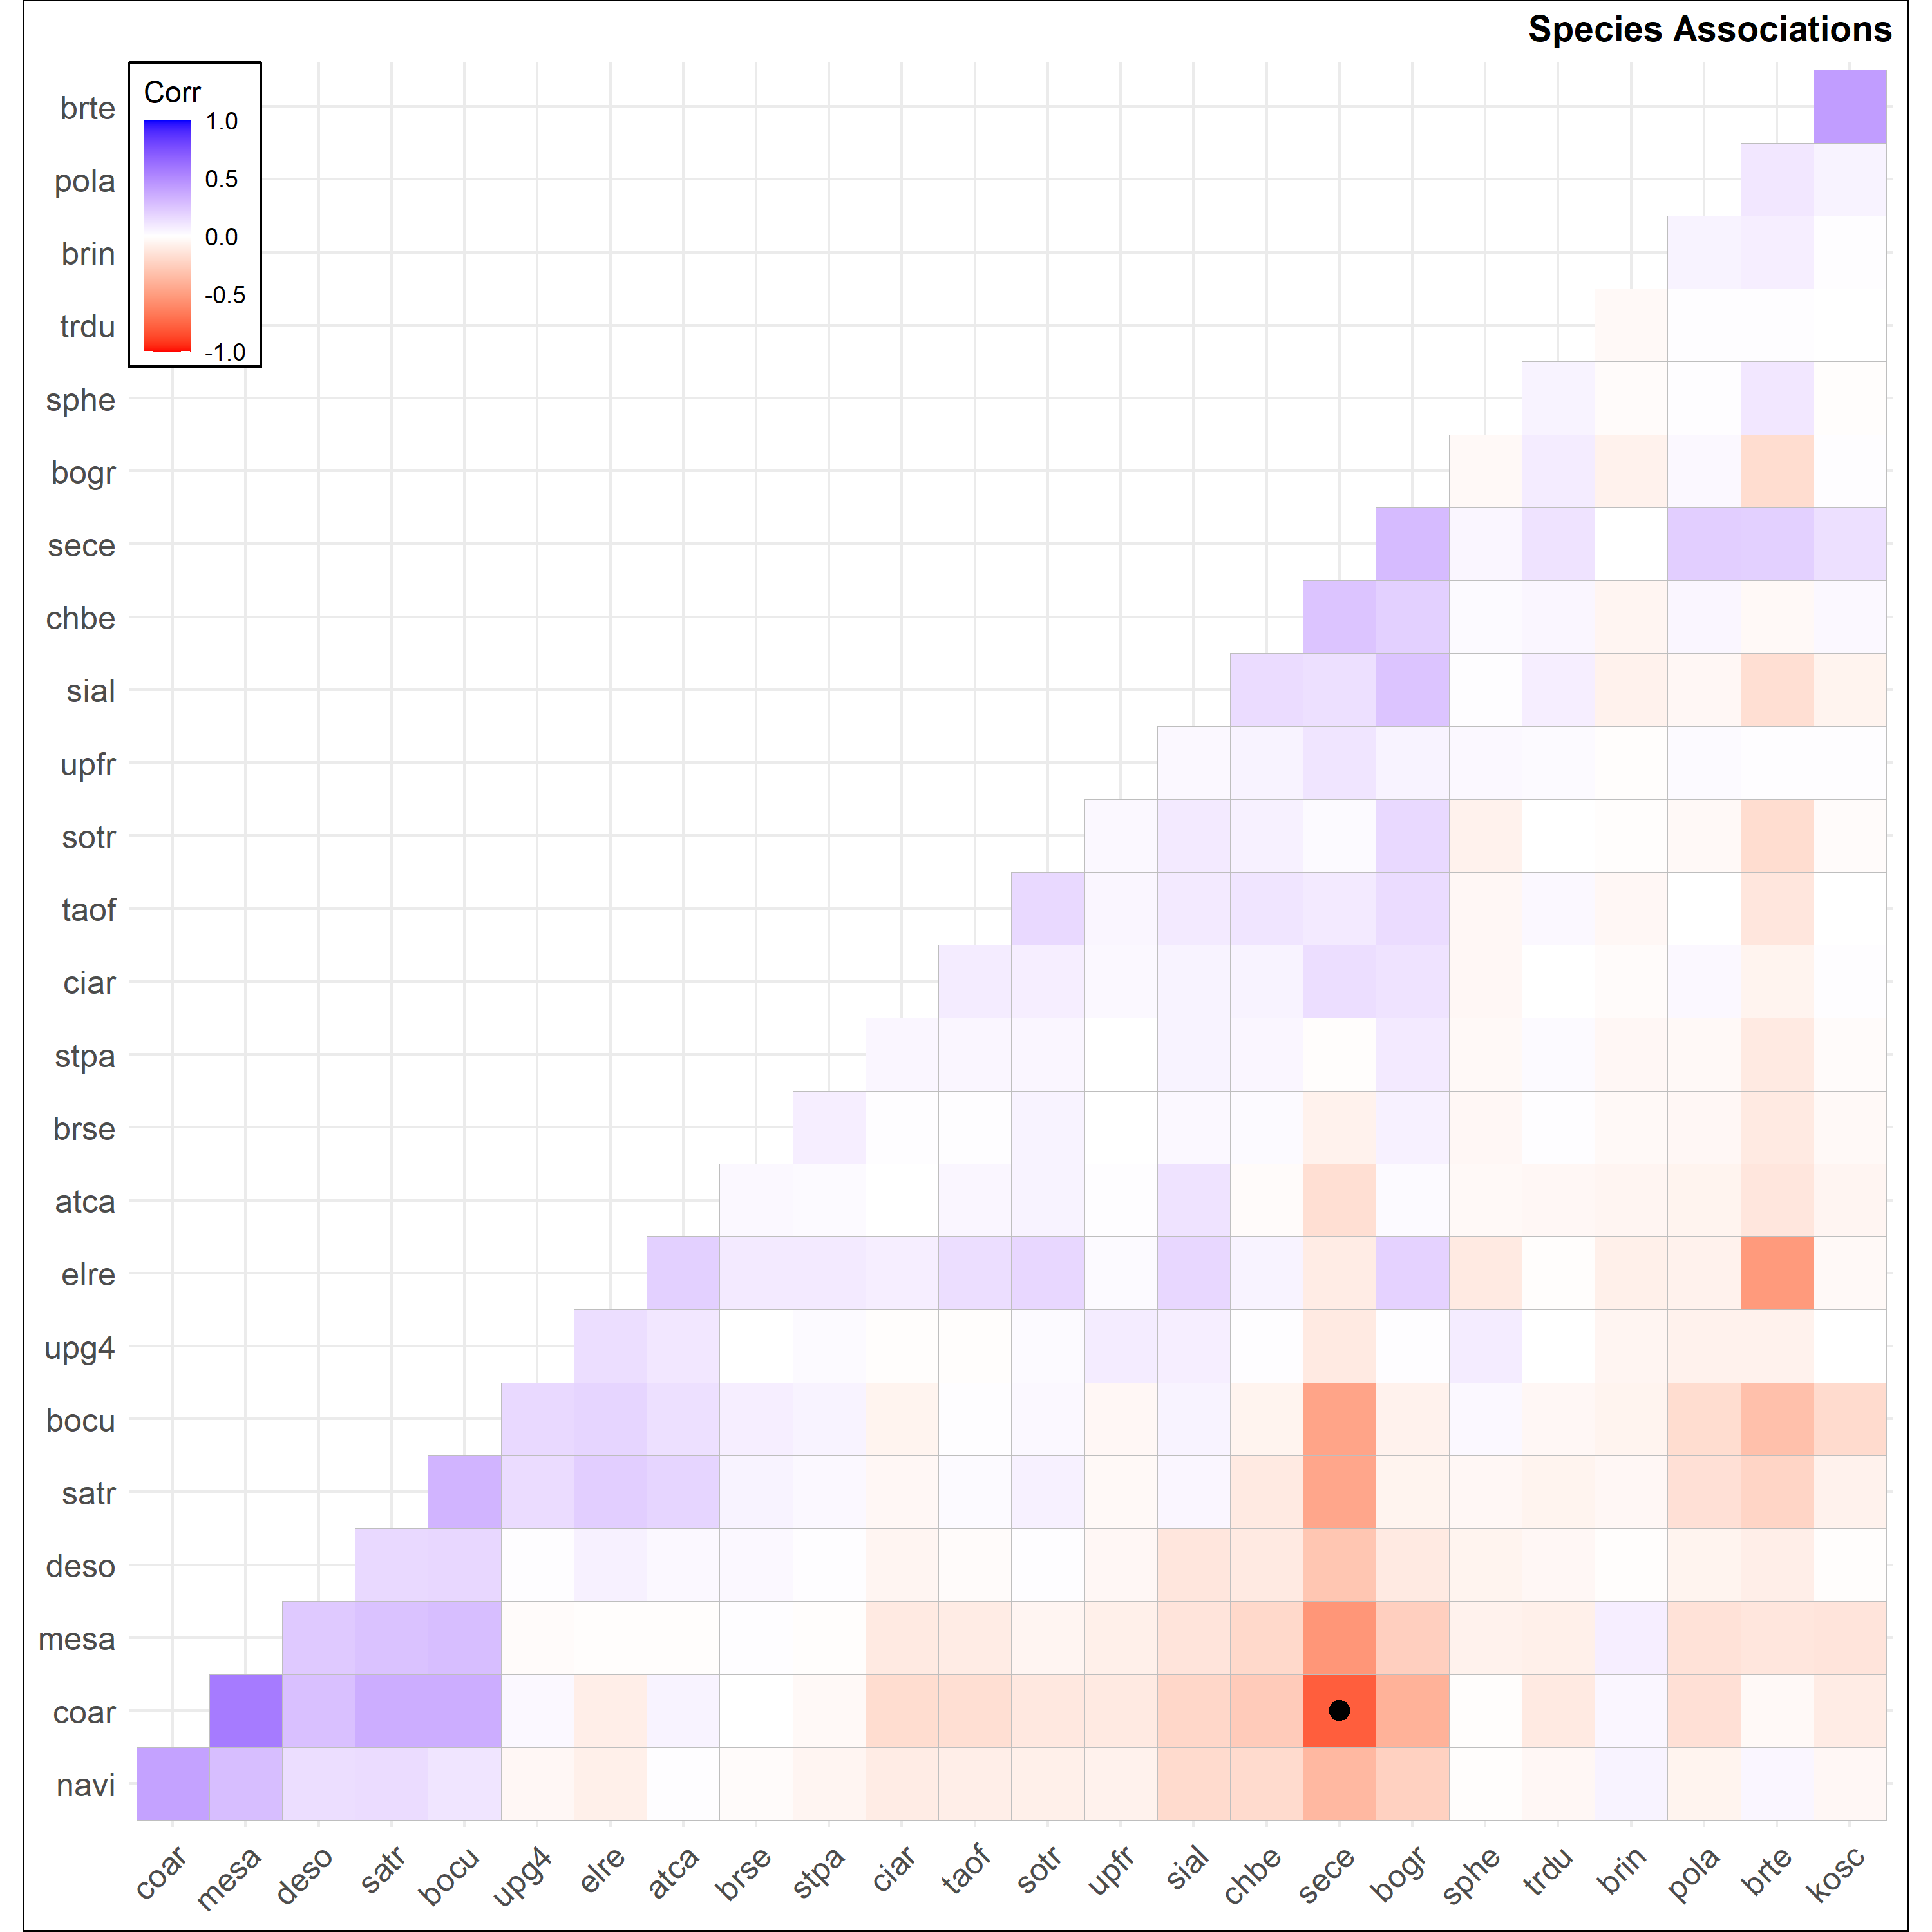 Species Associations
Corr
1.0
0.5
0.0
-0.5
-1.0
brte
pola
brin
trdu
sphe
bogr
sece
chbe
sial
upfr
sotr
taof
ciar
stpa
brse
atca
elre
upg4
bocu
satr
deso
mesa
coar
navi
coar mesa deso satr bocu upg4 elre atca brse stpa ciar taof sotr upfr sial chbe sece bogr sphe trdu brin pola brte kosc